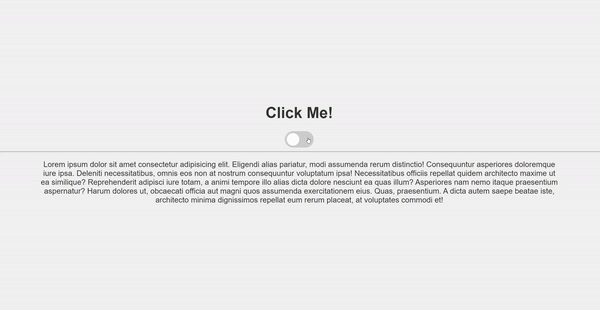 Click Me!
Lorem ipsum dolor sit amet consectetur adipisicing elit. Eligendi alias pariatur, modi assumenda rerum distinctio! Consequuntur asperiores doloremque
iure ipsa. Deleniti necessitatibus, omnis eos non at nostrum consequuntur voluptatum ipsa! Necessitatibus officiis repellat quidem architecto maxime ut
ea similique? Reprehenderit adipisci iure totam, a animi tempore illo alias dicta dolore nesciunt ea quas illum? Asperiores nam nemo itaque praesentium
aspernatur? Harum dolores ut, obcaecati officia aut magni quos assumenda exercitationem eius. Quas, praesentium. A dicta autem saepe beatae iste,
architecto minima dignissimos repellat eum rerum placeat, at voluptates commodi et!